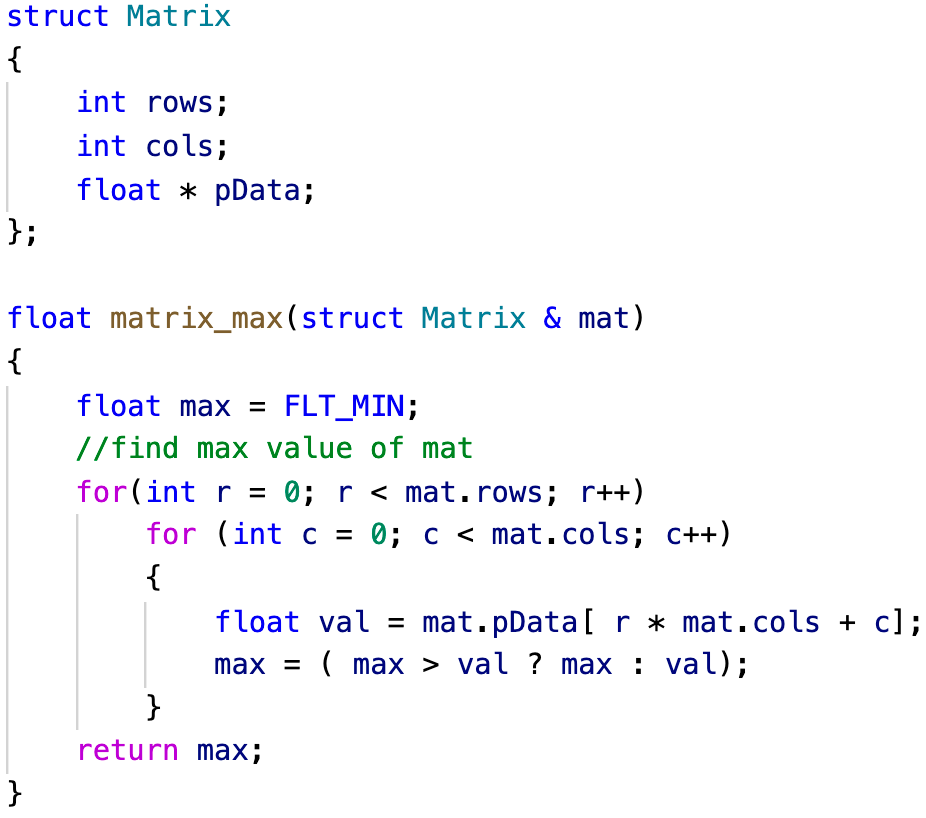 struct Matrix
{
    int rows;
    int cols;
    float * pData;
};

float matrix_max(struct Matrix & mat)
{
    float max = FLT_MIN;
    //find max value of mat
    for(int r = 0; r < mat.rows; r++)
        for (int c = 0; c < mat.cols; c++)
        {
            float val = mat.pData[ r * mat.cols + c];
            max = ( max > val ? max : val);
        }
    return max;
}